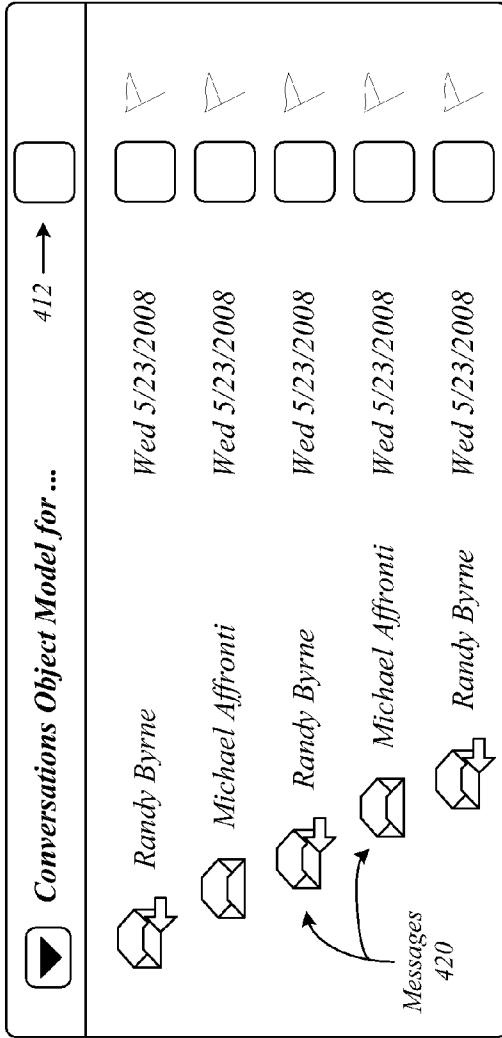 Conversations Object Model for ... 412
Randy Byrne Wed 5/23/2008
Michael Affronti Wed 5/23/2008
Randy Byrne Wed 5/23/2008
Michael Affronti Wed 5/23/2008
Randy Byrne Wed 5/23/2008
Messages
420